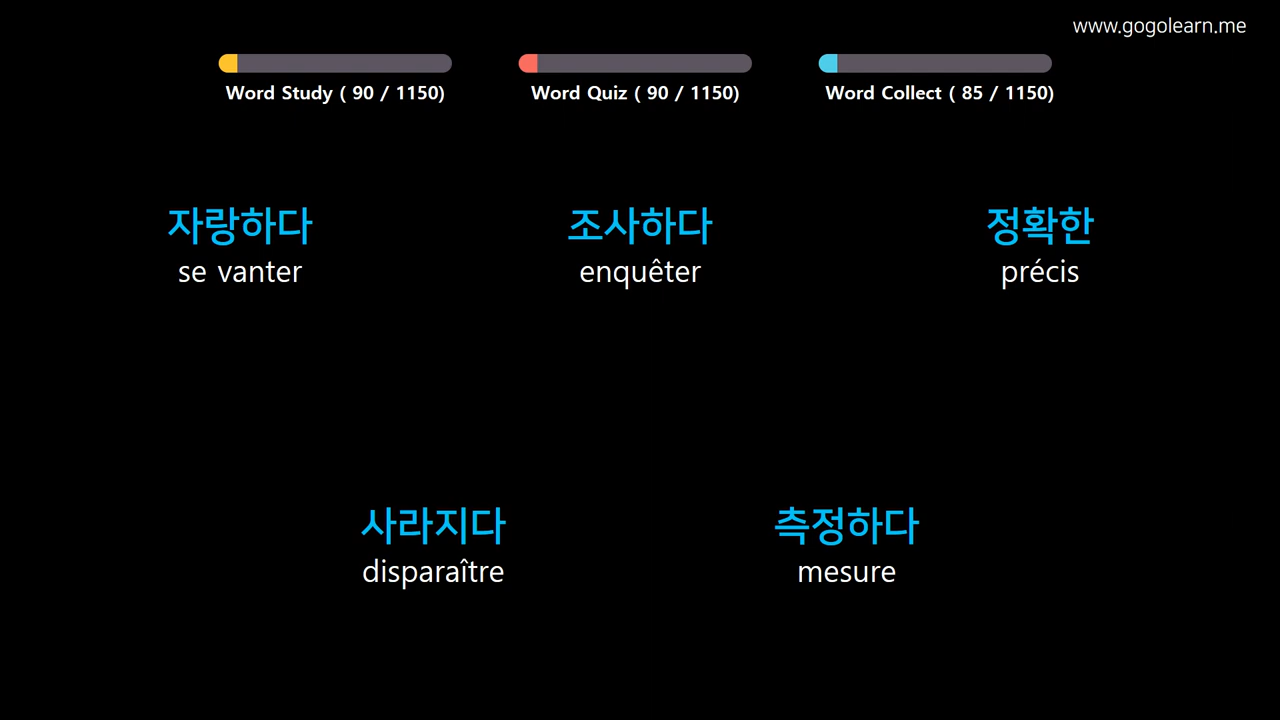 www.gogolearn.me
Word Study ( 90 / 1150)
Word Quiz ( 90 / 1150)
Word Collect ( 85 / 1150)
자랑하다
se vanter
조사하다
enquêter
정확한
précis
사라지다
disparaître
측정하다
mesure